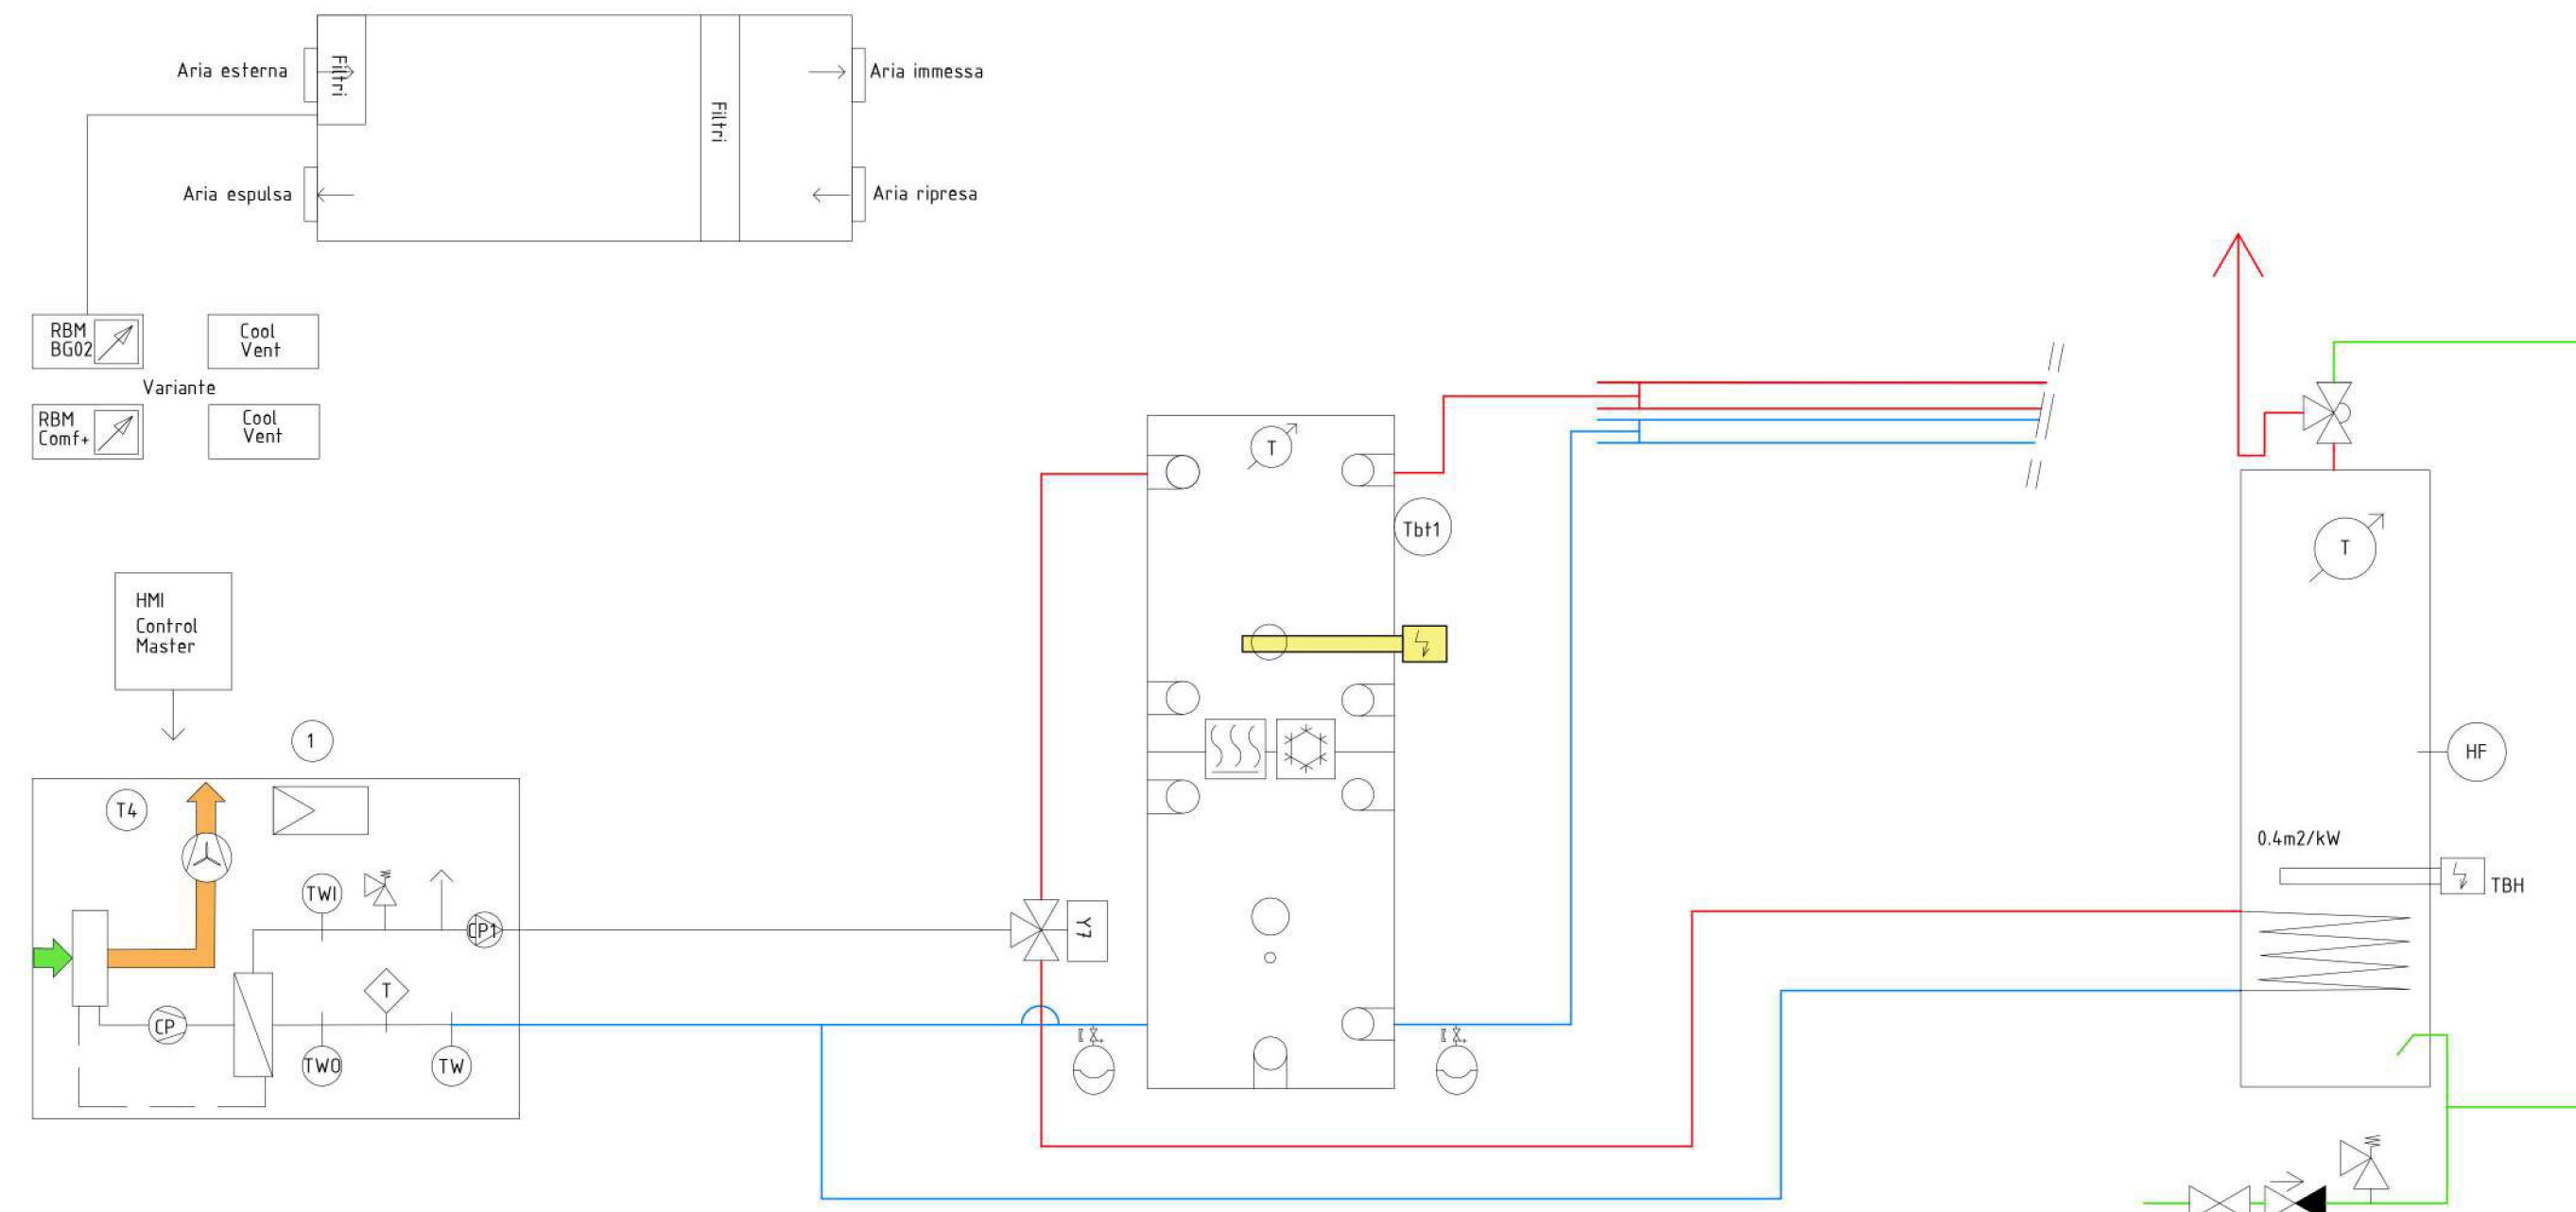 Aria esterna
Filtri
Aria immessa
Filtri
Aria espulsa
Aria ripresa
RBM
BG02
Cool
Vent
Variante
RBM
Comf+
Cool
Vent
T
Tbt1
T
HMI
Control
Master
1
HF
T4
0.4m2/kW
TBH
TWI
CP1
Y7
T
CP
TWO
TW